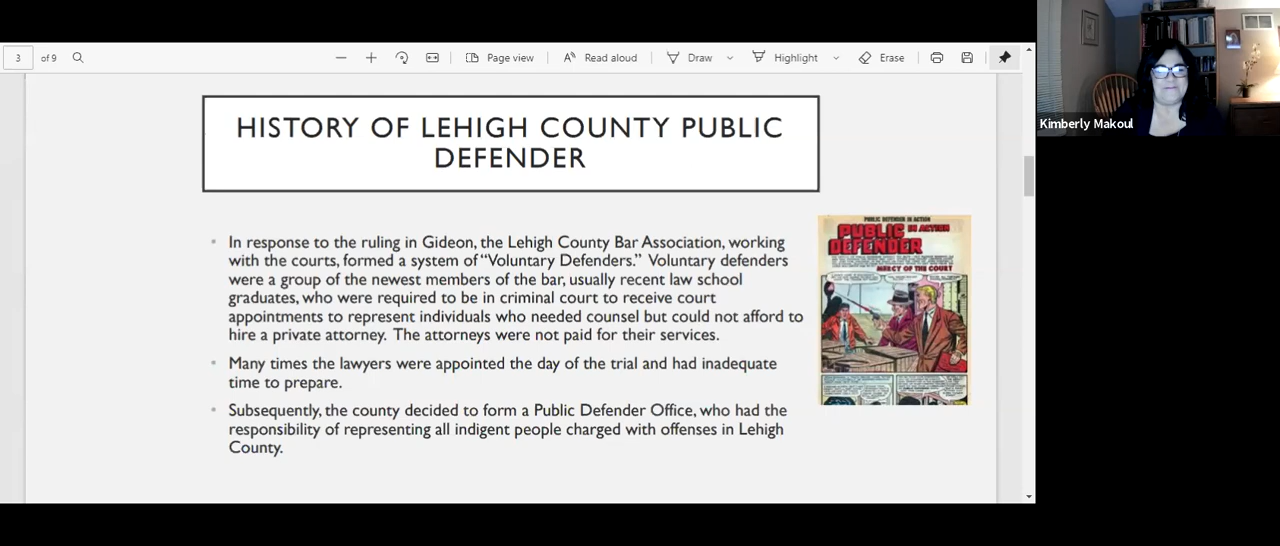 3 of 9
Page view
Read aloud
Draw
Highlight
Erase
Kimberly Makoul
HISTORY OF LEHIGH COUNTY PUBLIC
DEFENDER
In response to the ruling in Gideon, the Lehigh County Bar Association, working
with the courts, formed a system of “Voluntary Defenders.” Voluntary defenders
were a group of the newest members of the bar, usually recent law school
graduates, who were required to be in criminal court to receive court
appointments to represent individuals who needed counsel but could not afford to
hire a private attorney. The attorneys were not paid for their services.
Many times the lawyers were appointed the day of the trial and had inadequate
time to prepare.
Subsequently, the county decided to form a Public Defender Office, who had the
responsibility of representing all indigent people charged with offenses in Lehigh
County.
PUBLIC DEFENDER IN ACTION
PUBLIC IN ACTION
DEFENDER
MERCY OF THE COURT